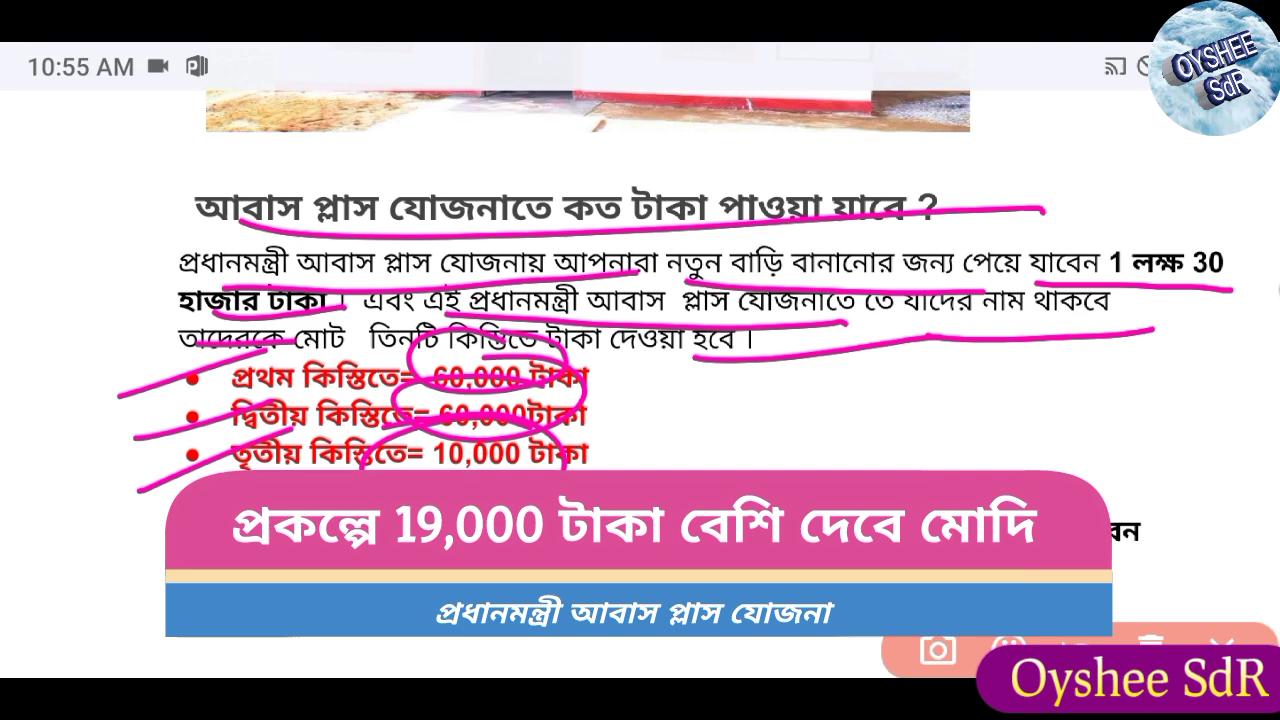 10:55 AM
OYSHEE
SdR
আবাস প্লাস যোজনাতে কত টাকা পাওয়া যাবে ?
প্রধানমন্ত্রী আবাস প্লাস যোজনায় আপনারা নতুন বাড়ি বানানোর জন্য পেয়ে যাবেন 1 লক্ষ 30
হাজার টাকা । এবং এই প্রধানমন্ত্রী আবাস প্লাস যোজনাতে তে যাদের নাম থাকবে
তাদেরকে মোট তিনটি কিস্তিতে টাকা দেওয়া হবে ।
● প্রথম কিস্তিতে= 60,000 টাকা
● দ্বিতীয় কিস্তিতে= 60,000টাকা
● তৃতীয় কিস্তিতে= 10,000 টাকা
প্রকল্পে 19,000 টাকা বেশি দেবে মোদি
প্রধানমন্ত্রী আবাস প্লাস যোজনা
Oyshee SdR